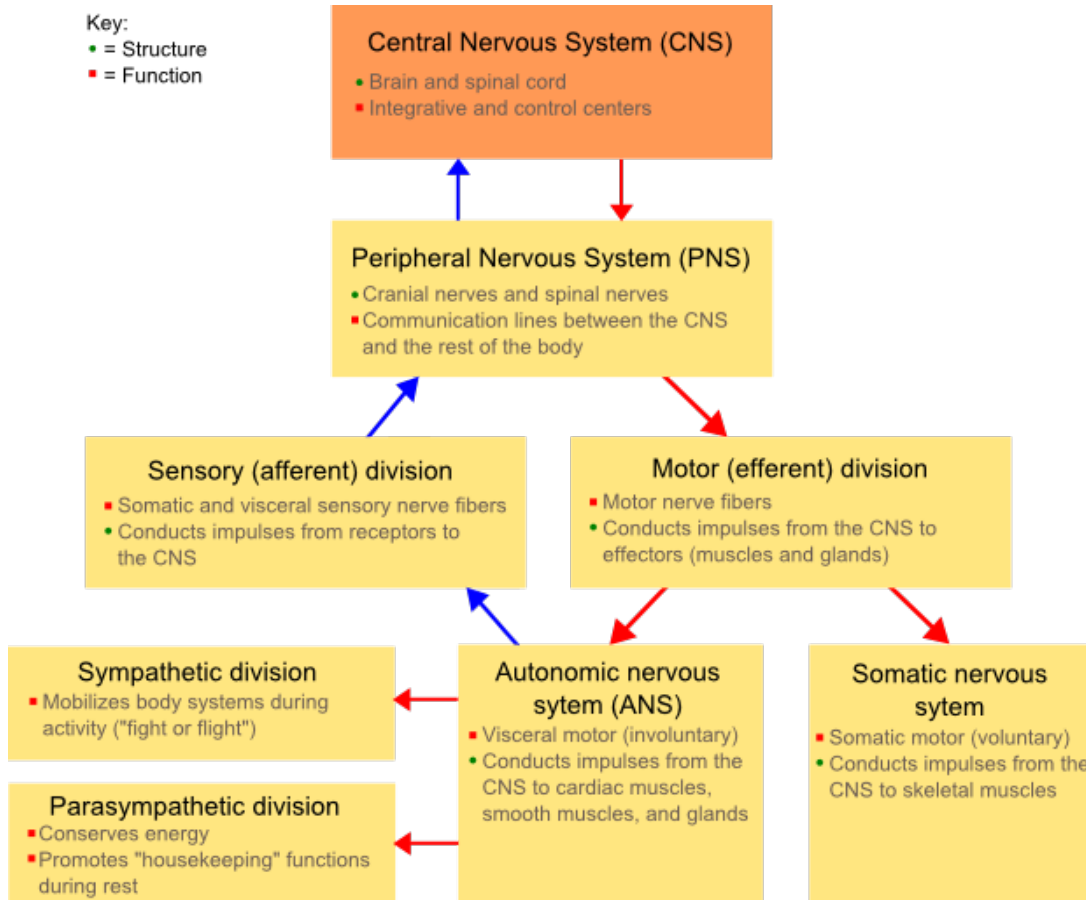 Key:
• = Structure
▪ = Function
Central Nervous System (CNS)
• Brain and spinal cord
▪ Integrative and control centers
Peripheral Nervous System (PNS)
• Cranial nerves and spinal nerves
▪ Communication lines between the CNS
and the rest of the body
Sensory (afferent) division
▪ Somatic and visceral sensory nerve fibers
• Conducts impulses from receptors to
the CNS
Motor (efferent) division
▪ Motor nerve fibers
• Conducts impulses from the CNS to
effectors (muscles and glands)
Sympathetic division
▪ Mobilizes body systems during
activity ("fight or flight")
Parasympathetic division
▪ Conserves energy
▪ Promotes "housekeeping" functions
during rest
Autonomic nervous
sytem (ANS)
▪ Visceral motor (involuntary)
• Conducts impulses from the
CNS to cardiac muscles,
smooth muscles, and glands
Somatic nervous
sytem
▪ Somatic motor (voluntary)
• Conducts impulses from the
CNS to skeletal muscles